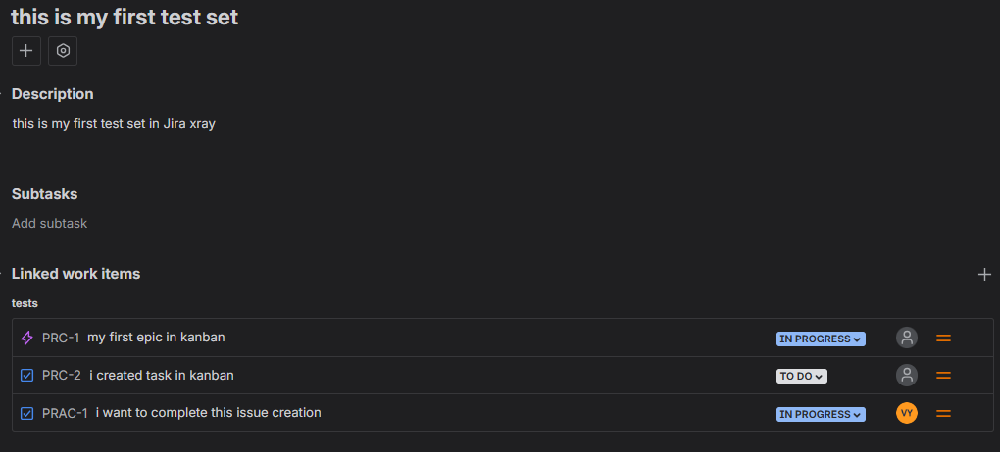 this is my first test set
Description
this is my first test set in Jira xray
Subtasks
Add subtask
Linked work items
tests
PRC-1 my first epic in kanban IN PROGRESS
PRC-2 i created task in kanban TO DO
PRAC-1 i want to complete this issue creation IN PROGRESS VY